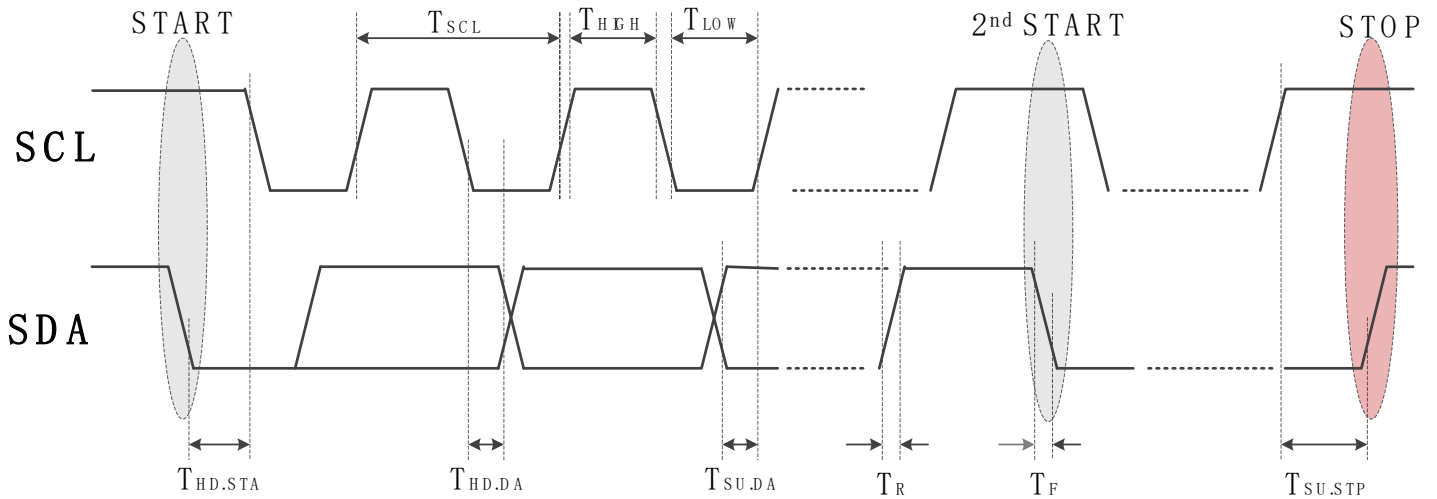 START
TSCL
THIGH
TLOW
2nd START
STOP
SCL
SDA
THD.STA
THD.DA
TSU.DA
TR
TF
TSU.STP